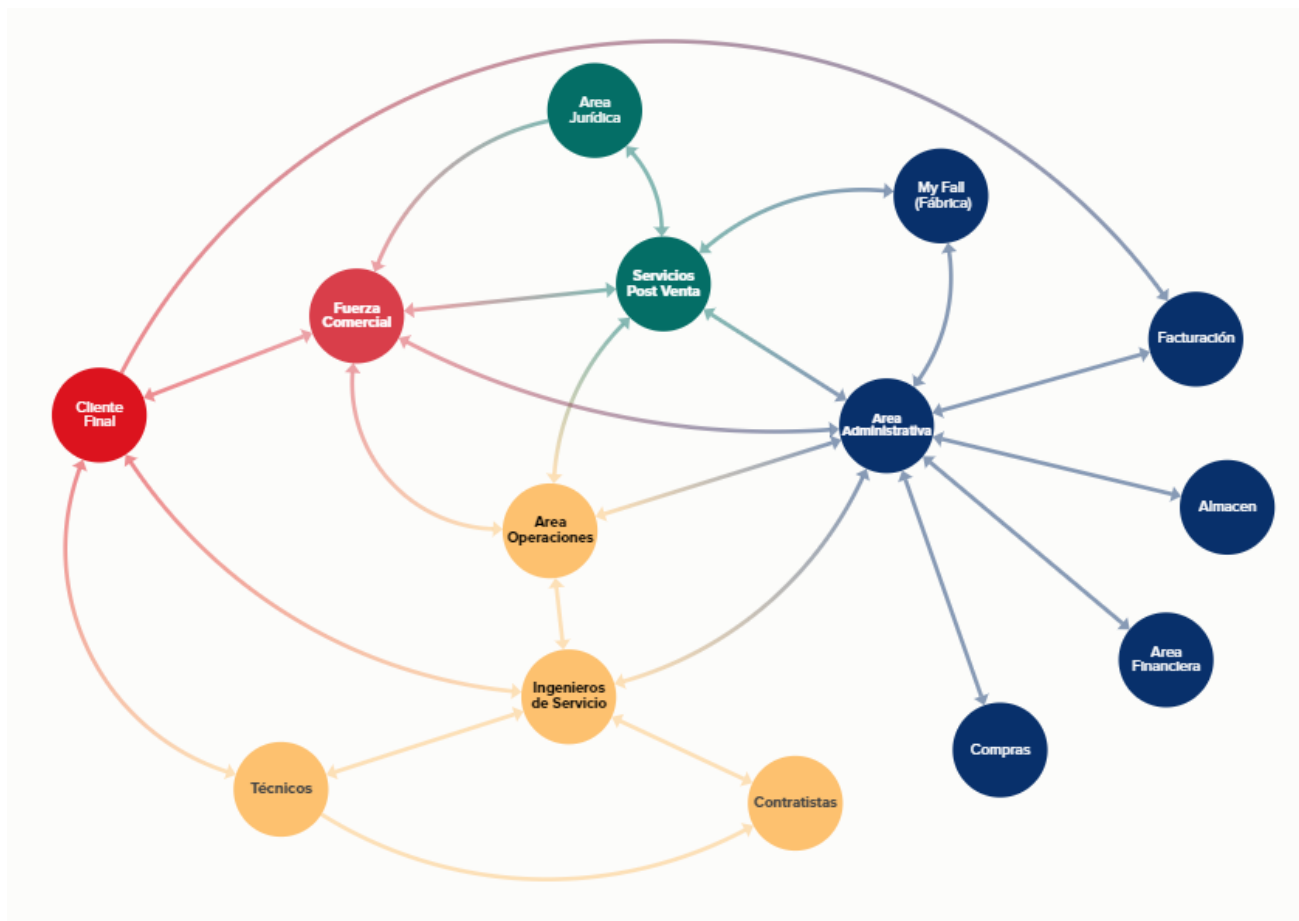 Area
Jurídica
My Fall
(Fábrica)
Servicios
Post Venta
Fuerza
Comercial
Facturación
Cliente
Final
Area
Administrativa
Almacen
Area
Operaciones
Area
Financiera
Ingenieros
de Servicio
Compras
Técnicos
Contratistas